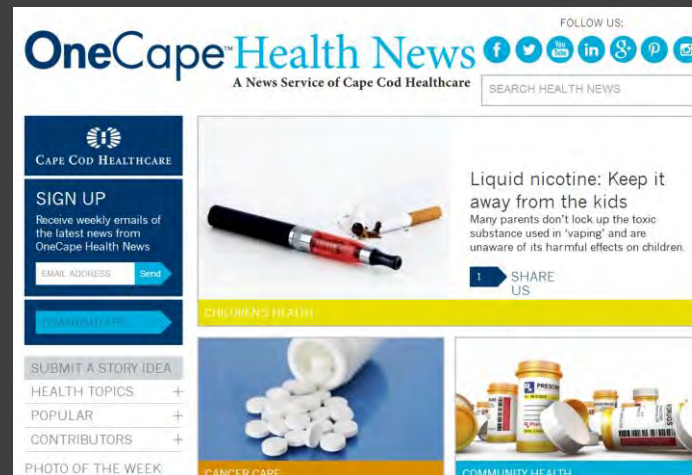 FOLLOW US:
OneCape™ Health News
You Tube in g+
A News Service of Cape Cod Healthcare
SEARCH HEALTH NEWS
CAPE COD HEALTHCARE
SIGN UP
Receive weekly emails of
the latest news from
OneCape Health News
EMAIL ADDRESS Send
Liquid nicotine: Keep it
away from the kids
Many parents don't lock up the toxic
substance used in 'vaping' and are
unaware of its harmful effects on children.
1 SHARE
US
CHILDREN'S HEALTH
SUBMIT A STORY IDEA
HEALTH TOPICS +
POPULAR +
CONTRIBUTORS +
PHOTO OF THE WEEK
CANCER CARE
COMMUNITY HEALTH